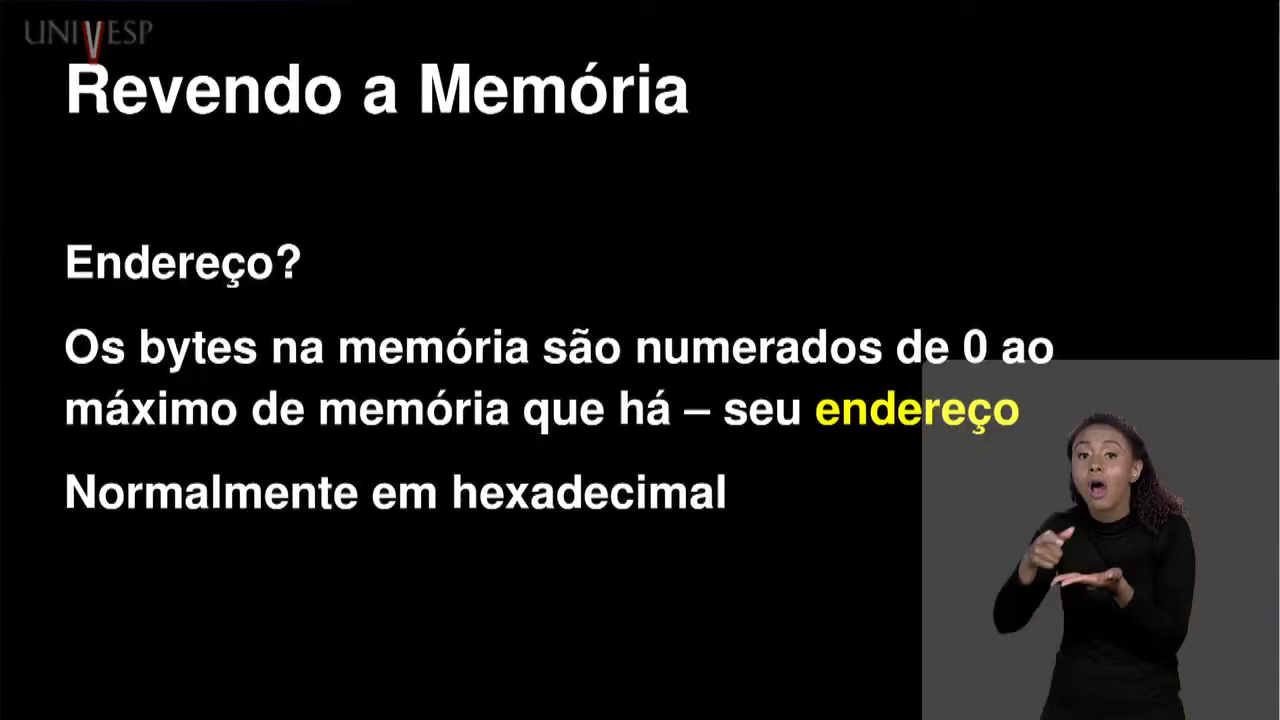 UNIVESP
Revendo a Memória
Endereço?
Os bytes na memória são numerados de 0 ao
máximo de memória que há – seu endereço
Normalmente em hexadecimal